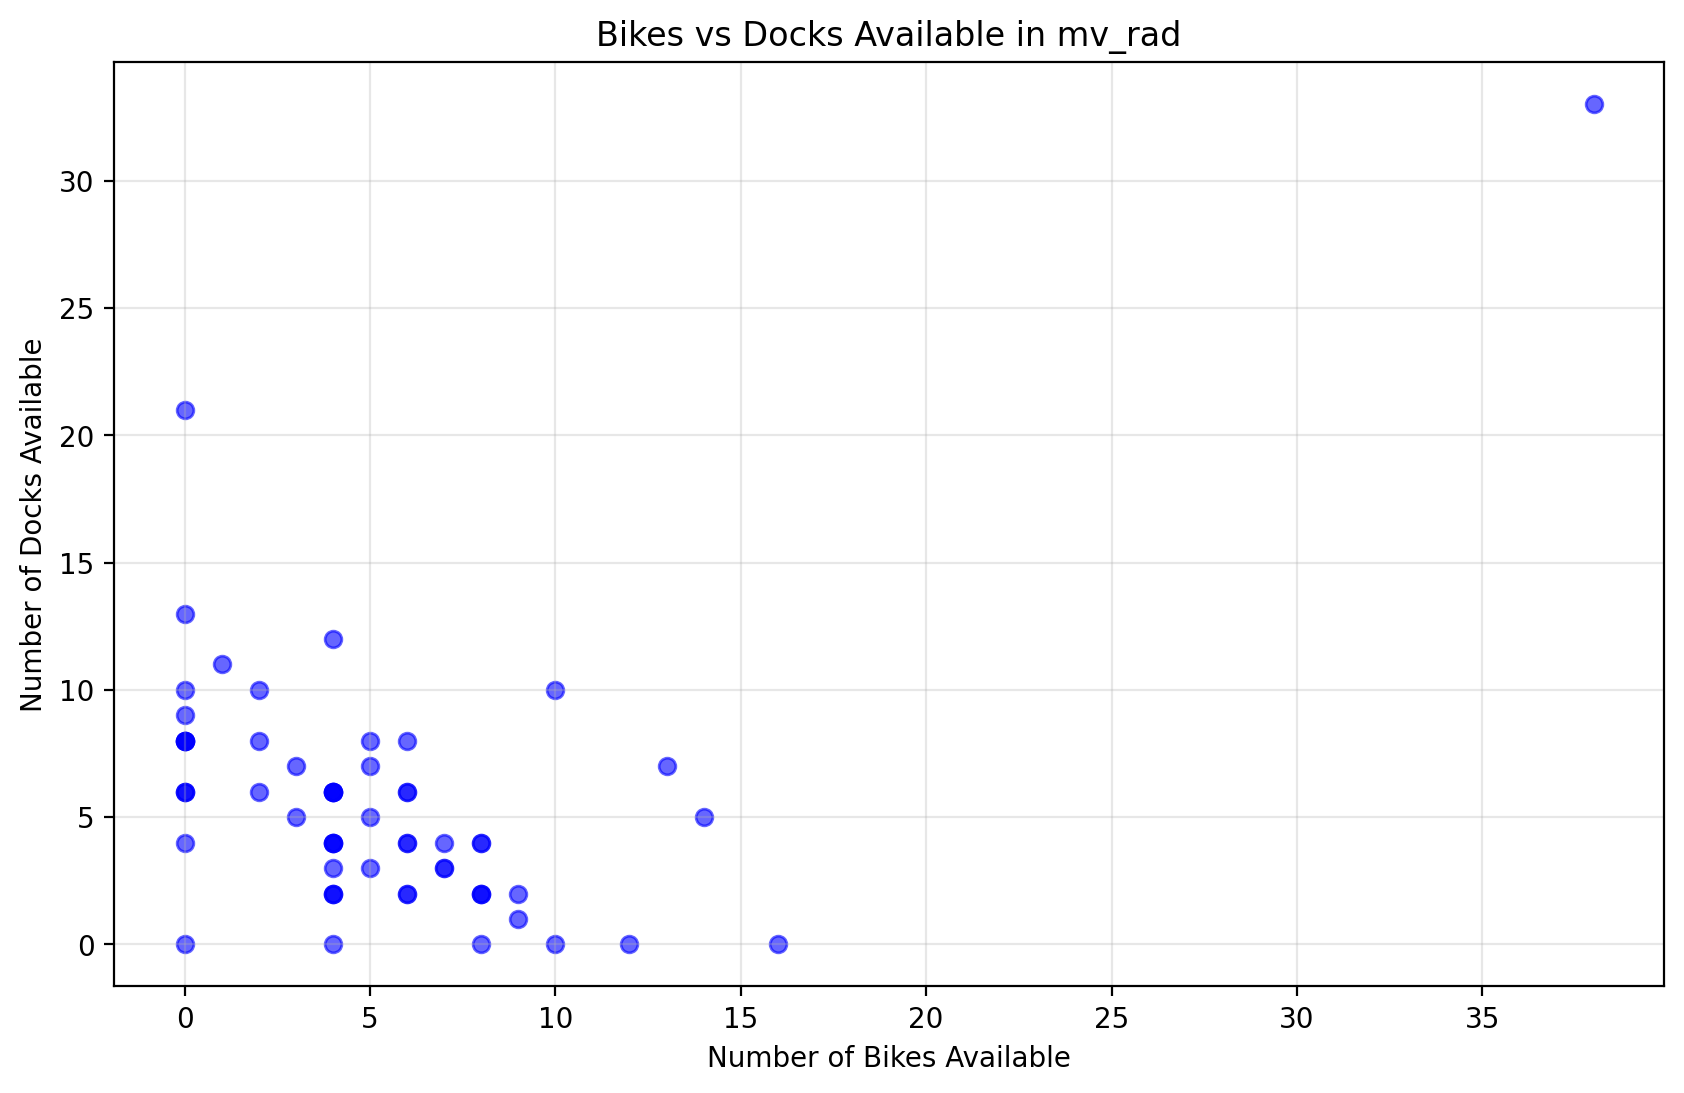 Bikes vs Docks Available in mv_rad
Number of Docks Available
30
25
20
15
10
5
0
0 5 10 15 20 25 30 35
Number of Bikes Available